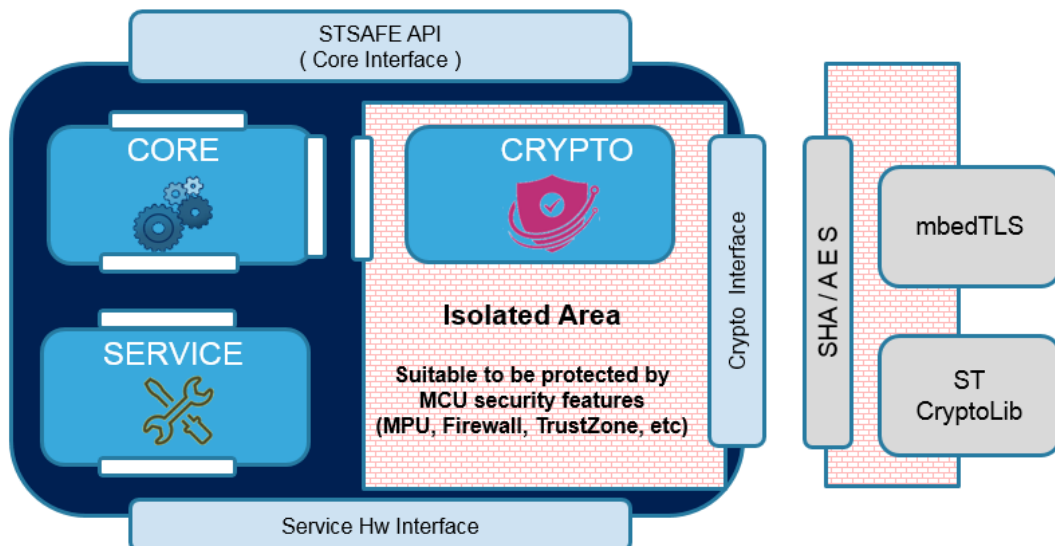 STSAFE API
( Core Interface )
CORE
CRYPTO
SERVICE
Isolated Area
Suitable to be protected by
MCU security features
(MPU, Firewall, TrustZone, etc)
Crypto Interface
Service Hw Interface
SHA / A E S
mbedTLS
ST
CryptoLib